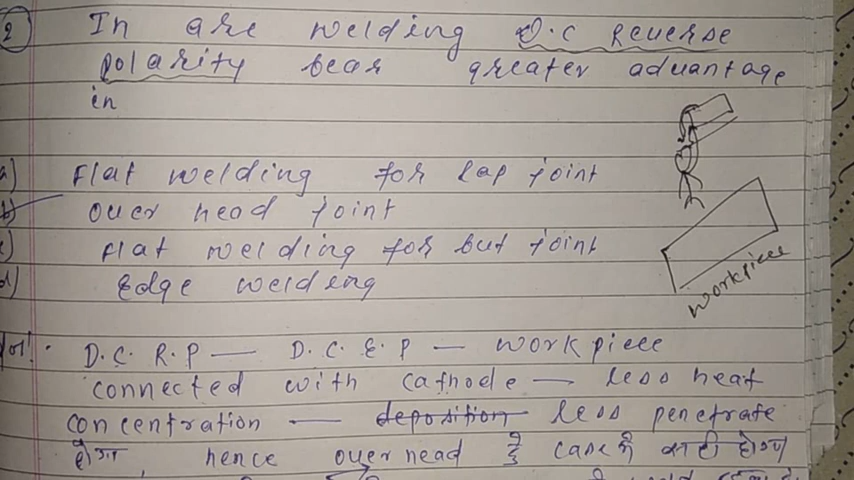 2 In arc welding D.C Reverse
polarity bear greater advantage
in
a) Flat welding for lap joint
b) over head joint
c) Flat welding for but joint
d) Edge welding
workpiece
Sol: D.C.R.P — D.C.E.P — workpiece
connected with cathode — less heat
concentration — deposition less penetrate
होगा, hence over head के case में होगा